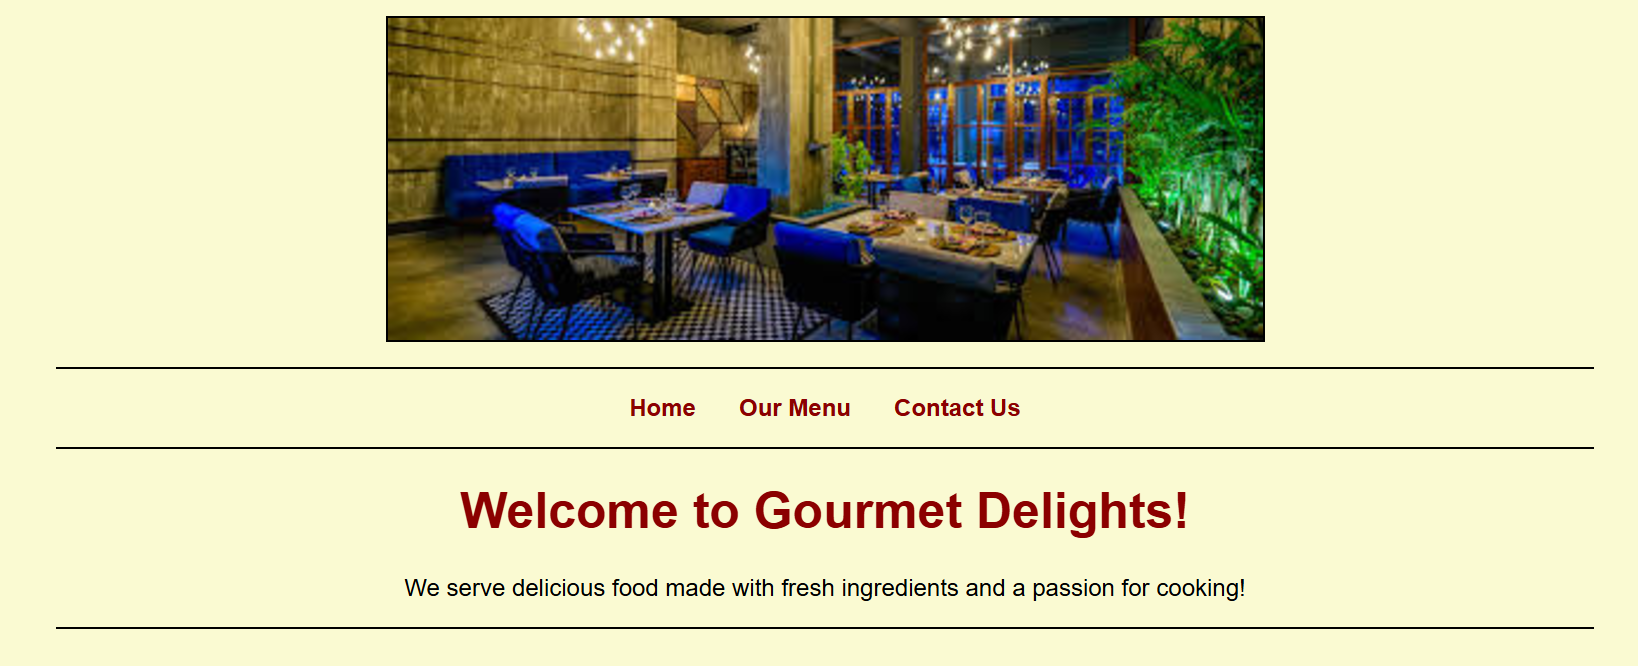 Home Our Menu Contact Us
Welcome to Gourmet Delights!
We serve delicious food made with fresh ingredients and a passion for cooking!